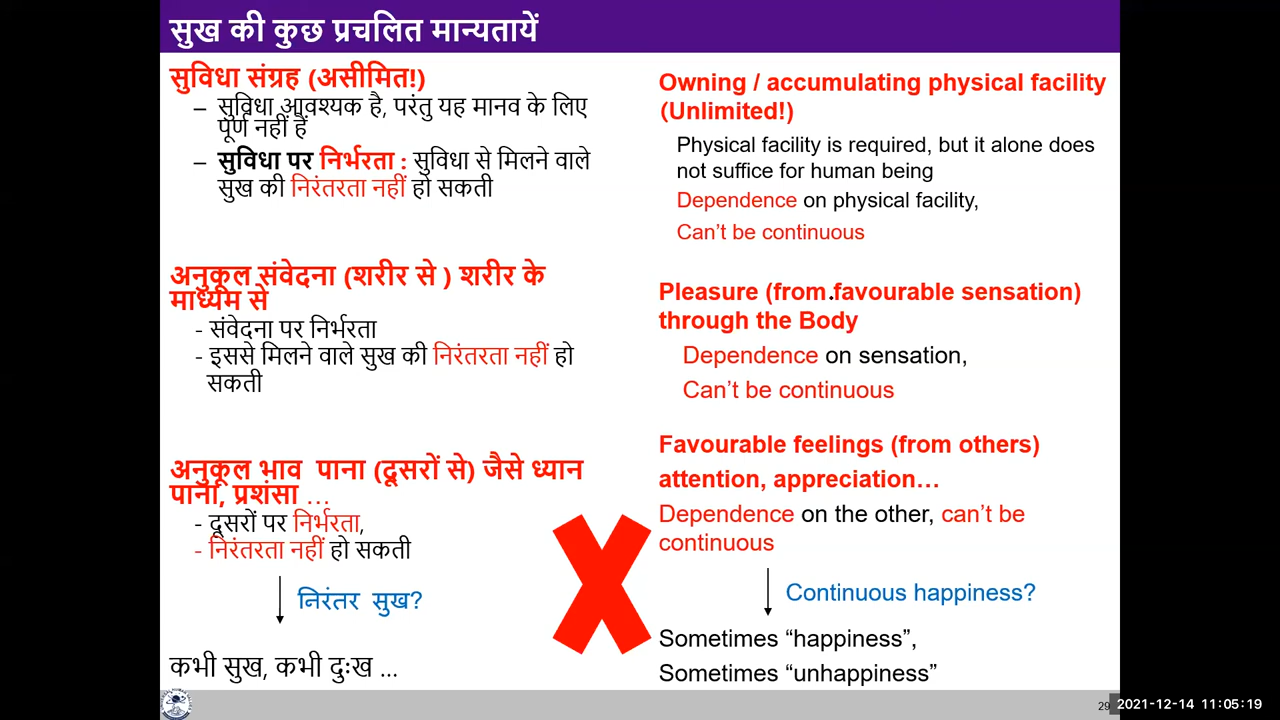 सुख की कुछ प्रचलित मान्यतायें
सुविधा संग्रह (असीमित!)
– सुविधा आवश्यक है, परंतु यह मानव के लिए
पूर्ण नहीं हैं
– सुविधा पर निर्भरता : सुविधा से मिलने वाले
सुख की निरंतरता नहीं हो सकती
अनुकूल संवेदना (शरीर से ) शरीर के
माध्यम से
- संवेदना पर निर्भरता
- इससे मिलने वाले सुख की निरंतरता नहीं हो
सकती
अनुकूल भाव पाना (दूसरों से) जैसे ध्यान
पाना, प्रशंसा ...
- दूसरों पर निर्भरता,
- निरंतरता नहीं हो सकती
निरंतर सुख?
कभी सुख, कभी दुःख ...
Owning / accumulating physical facility
(Unlimited!)
Physical facility is required, but it alone does
not suffice for human being
Dependence on physical facility,
Can't be continuous
Pleasure (from favourable sensation)
through the Body
Dependence on sensation,
Can't be continuous
Favourable feelings (from others)
attention, appreciation…
Dependence on the other, can't be
continuous
Continuous happiness?
Sometimes “happiness”,
Sometimes “unhappiness”
29
2021-12-14 11:05:19